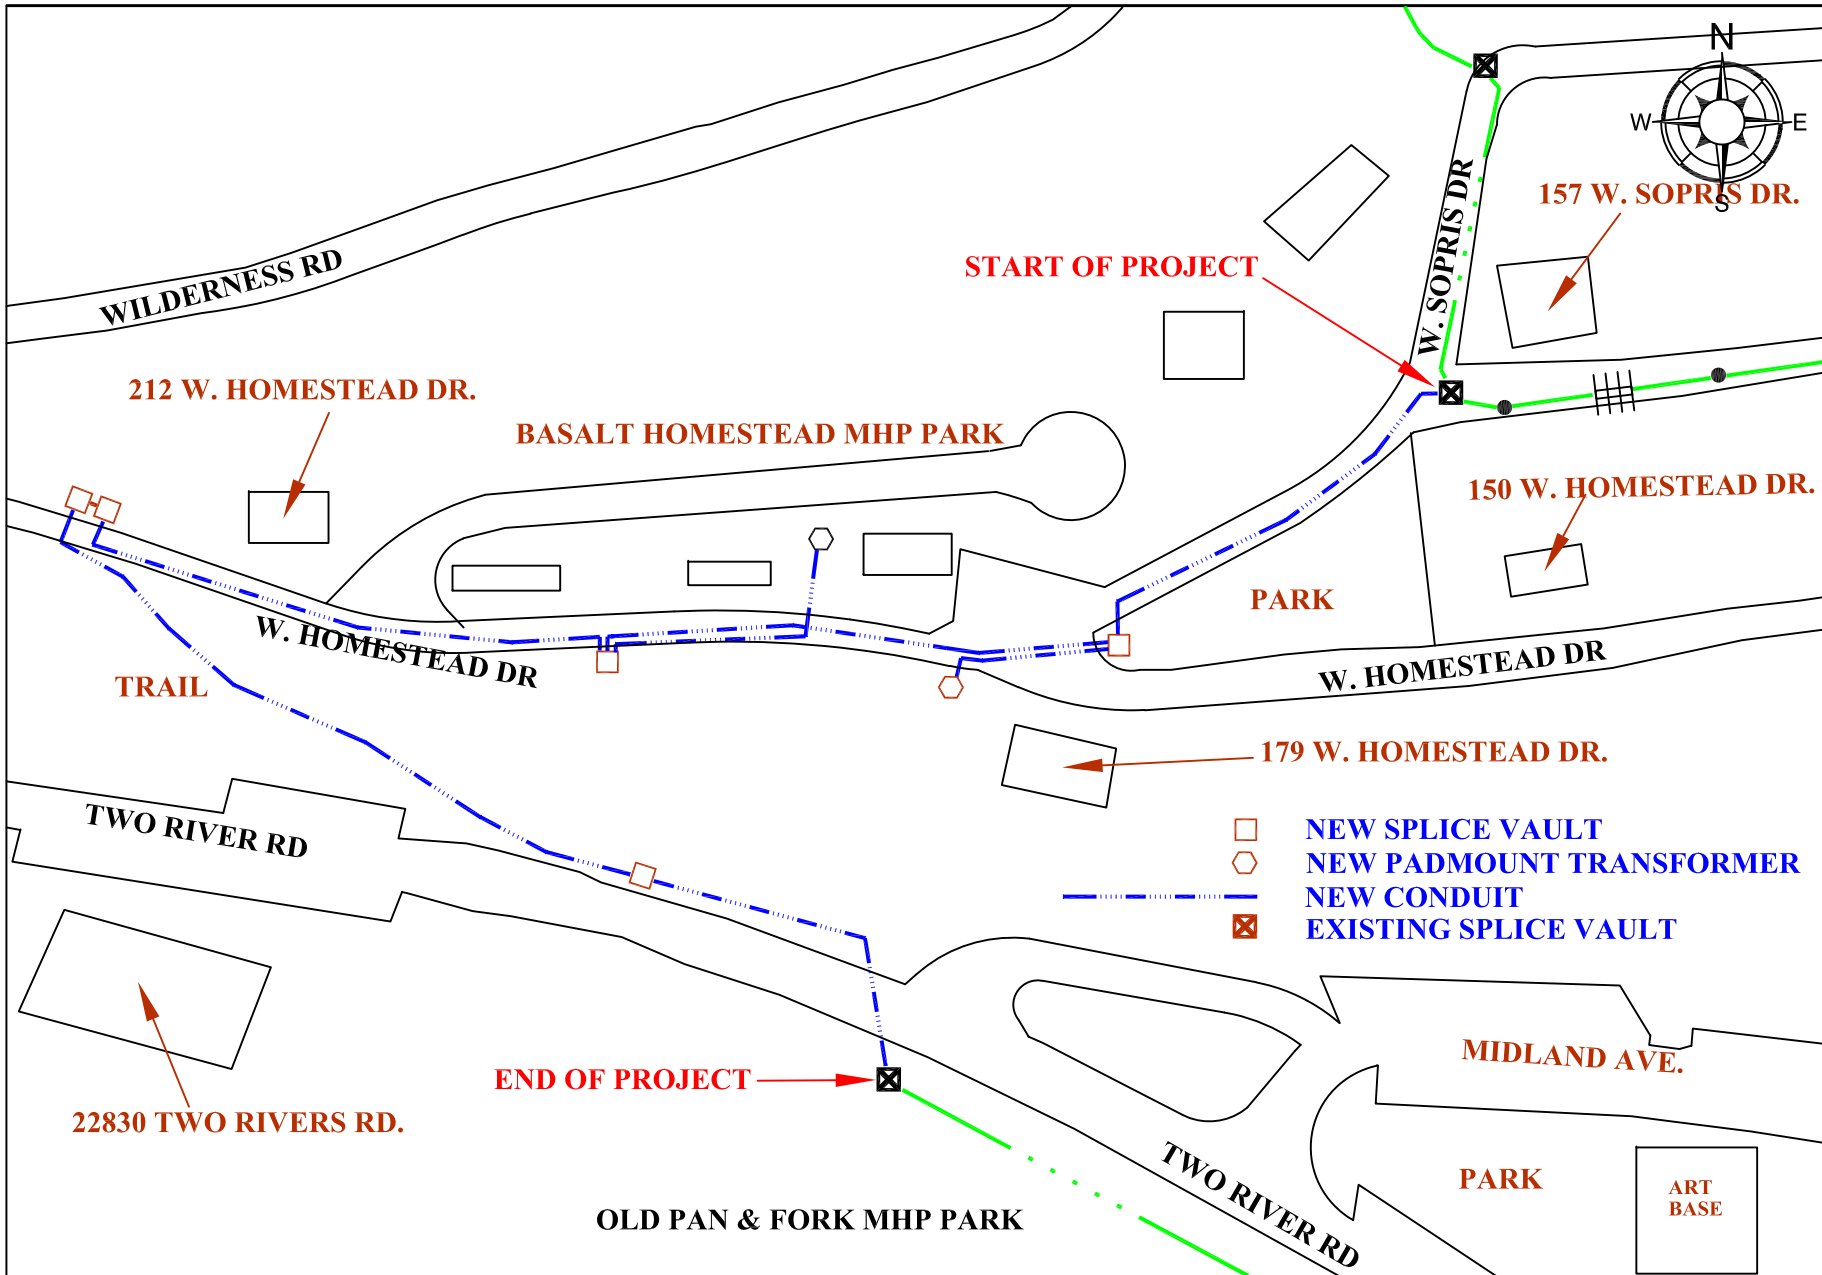 N
W
E
S
157 W. SOPRIS DR.
W. SOPRIS DR
START OF PROJECT
WILDERNESS RD
212 W. HOMESTEAD DR.
BASALT HOMESTEAD MHP PARK
150 W. HOMESTEAD DR.
PARK
W. HOMESTEAD DR
W. HOMESTEAD DR
TRAIL
179 W. HOMESTEAD DR.
TWO RIVER RD
NEW SPLICE VAULT
NEW PADMOUNT TRANSFORMER
NEW CONDUIT
EXISTING SPLICE VAULT
MIDLAND AVE.
END OF PROJECT
22830 TWO RIVERS RD.
TWO RIVER RD
PARK
ART
BASE
OLD PAN & FORK MHP PARK